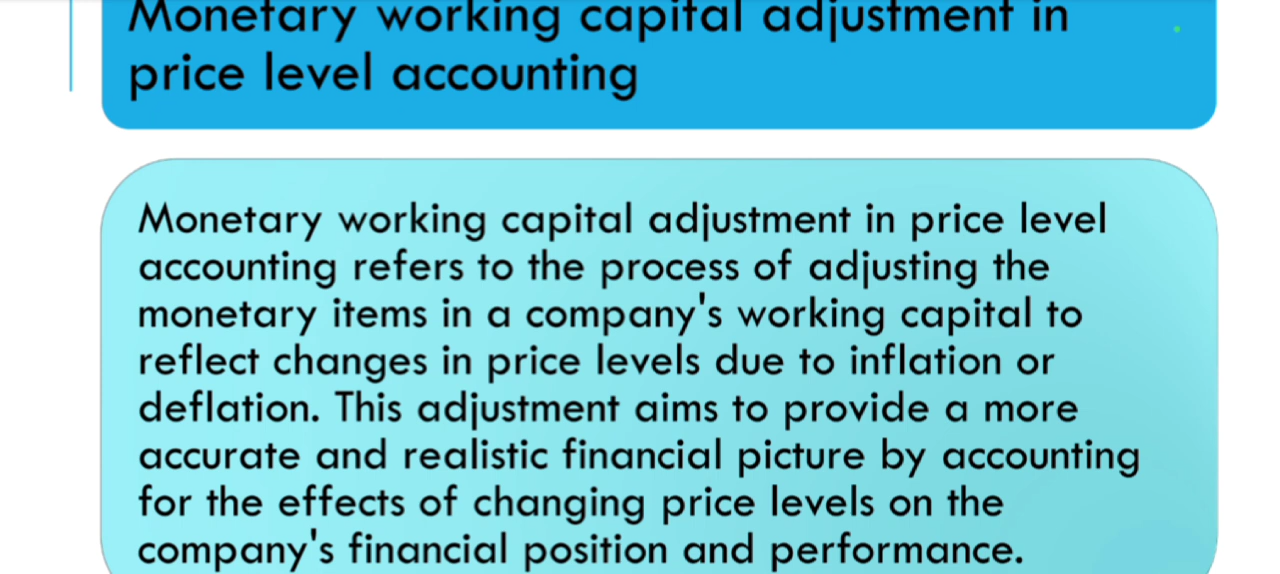 Monetary working capital adjustment in
price level accounting
Monetary working capital adjustment in price level
accounting refers to the process of adjusting the
monetary items in a company's working capital to
reflect changes in price levels due to inflation or
deflation. This adjustment aims to provide a more
accurate and realistic financial picture by accounting
for the effects of changing price levels on the
company's financial position and performance.